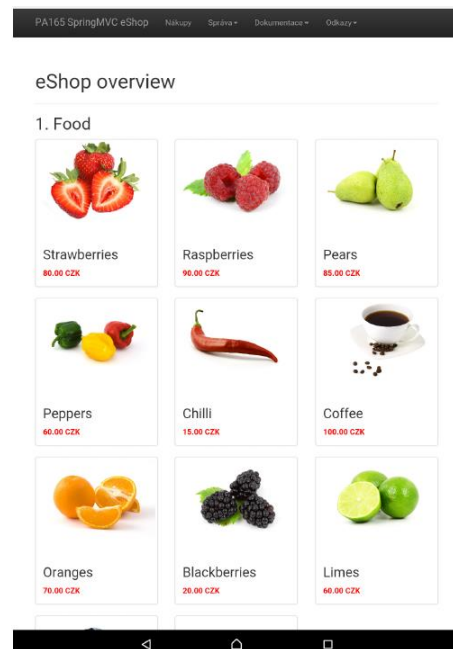 PA165 SpringMVC eShop Nákupy Správa Dokumentace Odkazy
eShop overview
1. Food
Strawberries Raspberries Pears
80.00 CZK 90.00 CZK 85.00 CZK
Peppers Chilli Coffee
60.00 CZK 15.00 CZK 100.00 CZK
Oranges Blackberries Limes
70.00 CZK 20.00 CZK 60.00 CZK